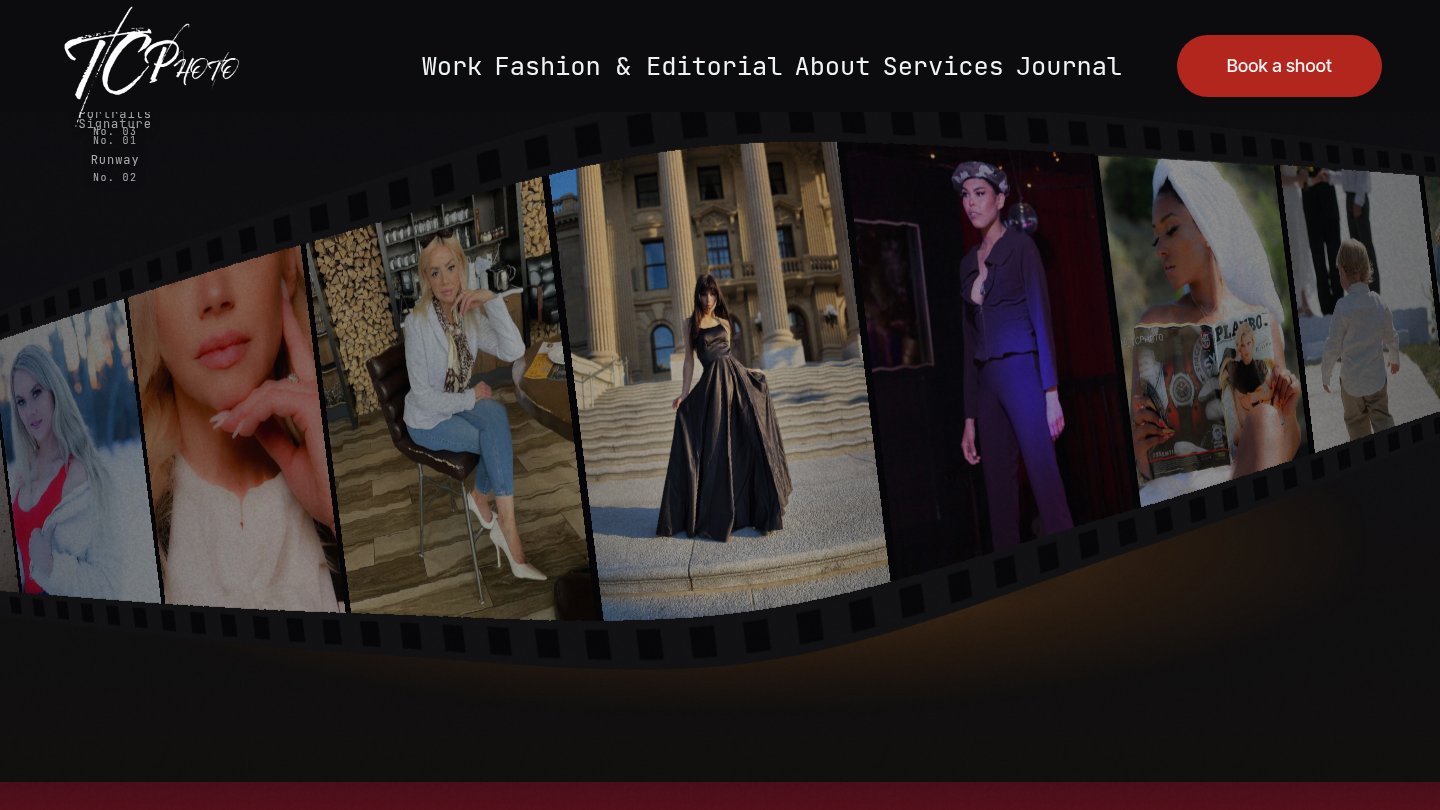 TCPHOTO
Work Fashion & Editorial About Services Journal
Book a shoot
Portraits
Signature
No. 03
No. 01
Runway
No. 02
PLAYBO